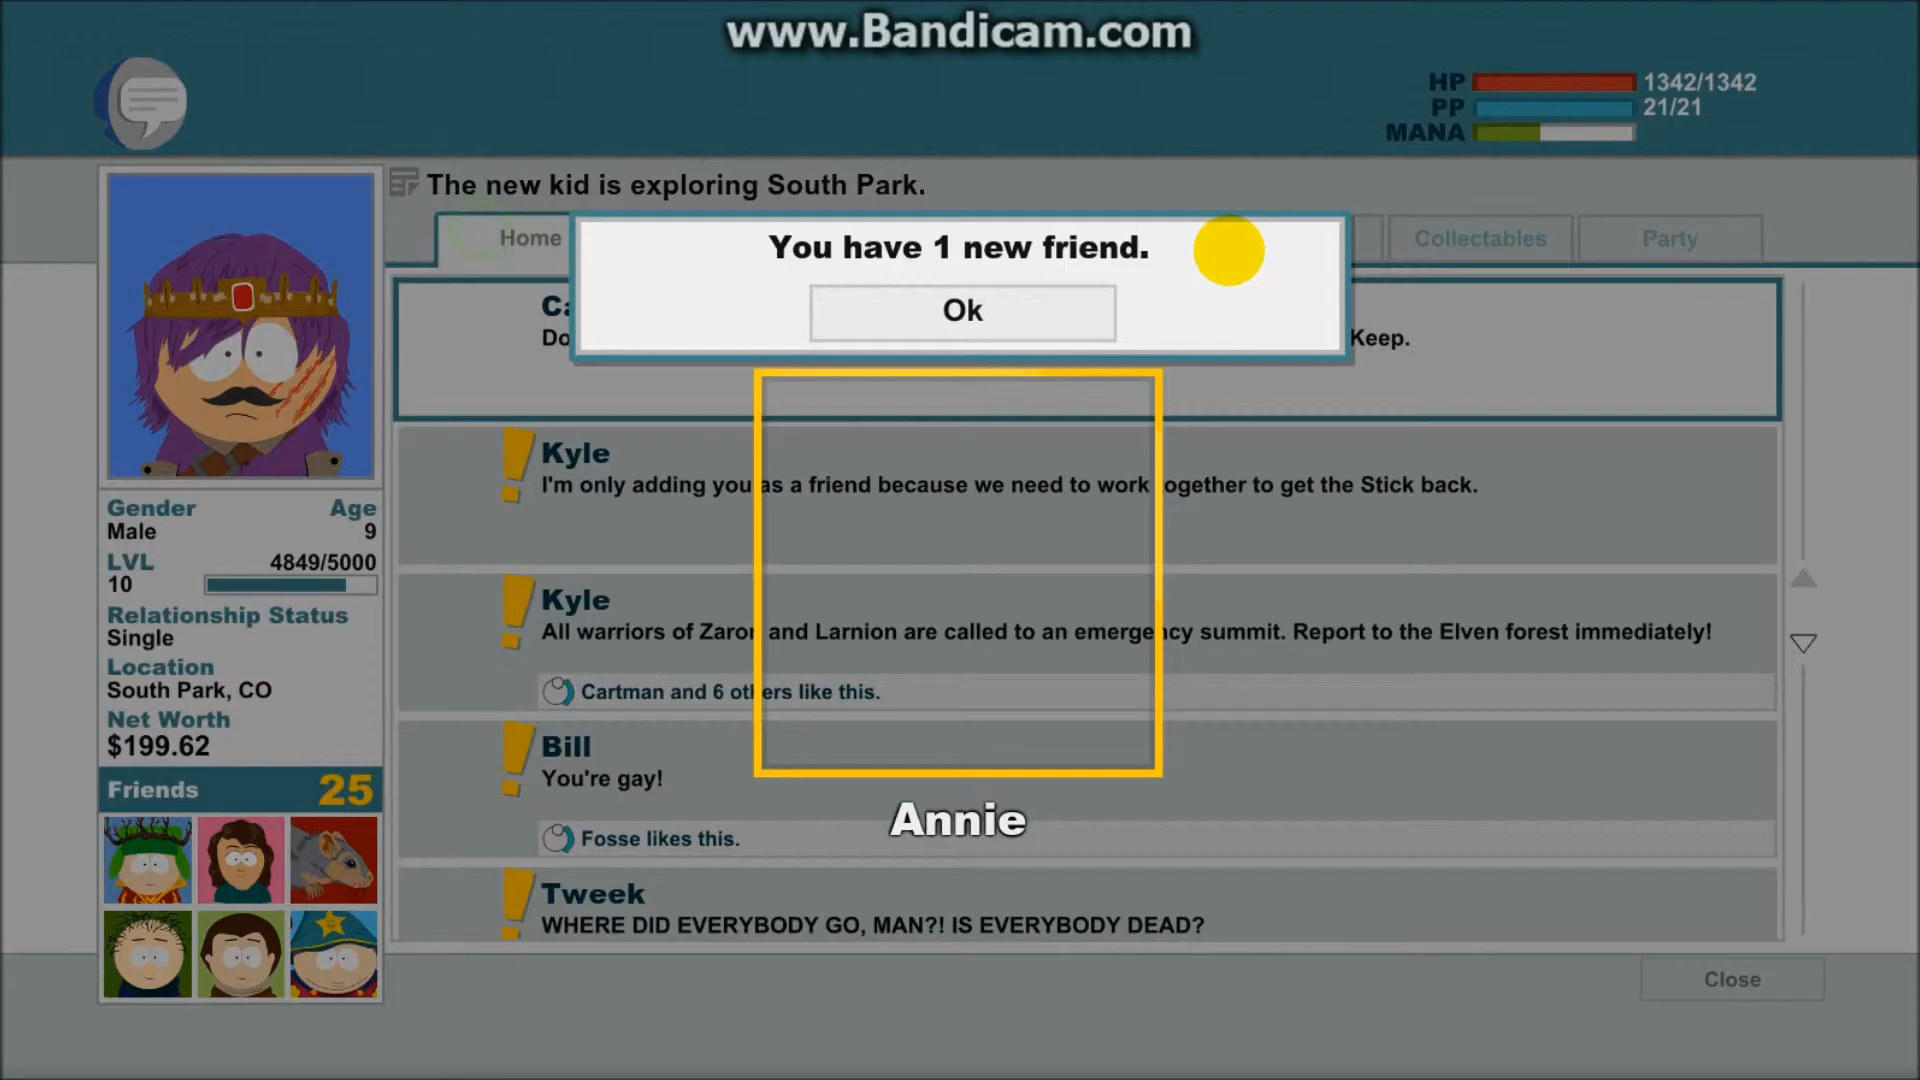 www.Bandicam.com
HP 1342/1342
PP 21/21
MANA
The new kid is exploring South Park.
Home
Collectables
Party
You have 1 new friend.
Ok
Ca
Do
Keep.
Kyle
I'm only adding you as a friend because we need to work together to get the Stick back.
Kyle
All warriors of Zaron and Larnion are called to an emergency summit. Report to the Elven forest immediately!
Cartman and 6 others like this.
Bill
You're gay!
Annie
Fosse likes this.
Tweek
WHERE DID EVERYBODY GO, MAN?! IS EVERYBODY DEAD?
Gender Age
Male 9
LVL 4849/5000
10
Relationship Status
Single
Location
South Park, CO
Net Worth
$199.62
Friends 25
Close